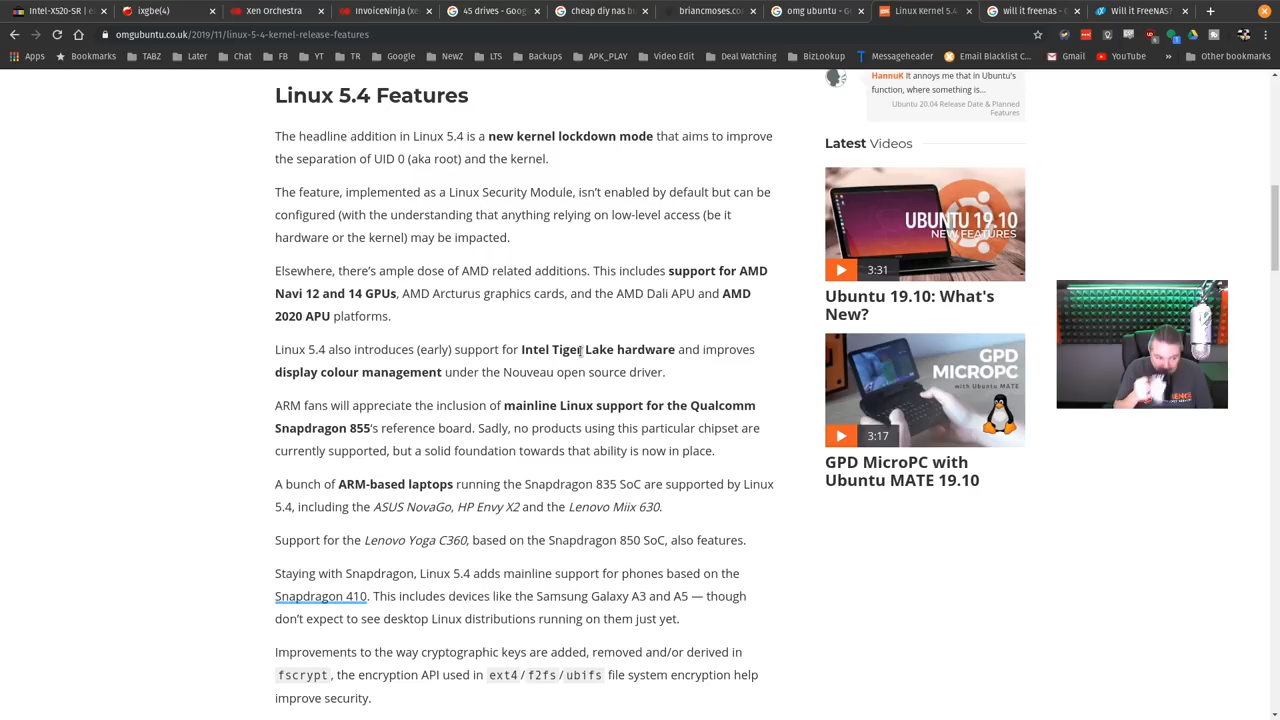 Intel-X520-SR
ixgbe(4)
Xen Orchestra
InvoiceNinja (xe
45 drives - Goog
cheap diy nas b
brianmoses.com
omg ubuntu - G
Linux Kernel 5.4
will it freenas - G
Will it FreeNAS?
omgubuntu.co.uk/2019/11/linux-5-4-kernel-release-features
Apps Bookmarks TABZ Later Chat FB YT TR Google NewZ LTS Backups APK_PLAY Video Edit Deal Watching BizLookup Messageheader Email Blacklist C... Gmail YouTube Other bookmarks
Linux 5.4 Features
The headline addition in Linux 5.4 is a new kernel lockdown mode that aims to improve
the separation of UID 0 (aka root) and the kernel.
The feature, implemented as a Linux Security Module, isn’t enabled by default but can be
configured (with the understanding that anything relying on low-level access (be it
hardware or the kernel) may be impacted.
Elsewhere, there’s ample dose of AMD related additions. This includes support for AMD
Navi 12 and 14 GPUs, AMD Arcturus graphics cards, and the AMD Dali APU and AMD
2020 APU platforms.
Linux 5.4 also introduces (early) support for Intel Tiger Lake hardware and improves
display colour management under the Nouveau open source driver.
ARM fans will appreciate the inclusion of mainline Linux support for the Qualcomm
Snapdragon 855’s reference board. Sadly, no products using this particular chipset are
currently supported, but a solid foundation towards that ability is now in place.
A bunch of ARM-based laptops running the Snapdragon 835 SoC are supported by Linux
5.4, including the ASUS NovaGo, HP Envy X2 and the Lenovo Miix 630.
Support for the Lenovo Yoga C360, based on the Snapdragon 850 SoC, also features.
Staying with Snapdragon, Linux 5.4 adds mainline support for phones based on the
Snapdragon 410. This includes devices like the Samsung Galaxy A3 and A5 — though
don’t expect to see desktop Linux distributions running on them just yet.
Improvements to the way cryptographic keys are added, removed and/or derived in
fscrypt, the encryption API used in ext4/f2fs/ubifs file system encryption help
improve security.
HannuK It annoys me that in Ubuntu's
function, where something is...
Ubuntu 20.04 Release Date & Planned
Features
Latest Videos
UBUNTU 19.10
NEW FEATURES
3:31
Ubuntu 19.10: What's
New?
GPD
MICROPC
with Ubuntu MATE
3:17
GPD MicroPC with
Ubuntu MATE 19.10